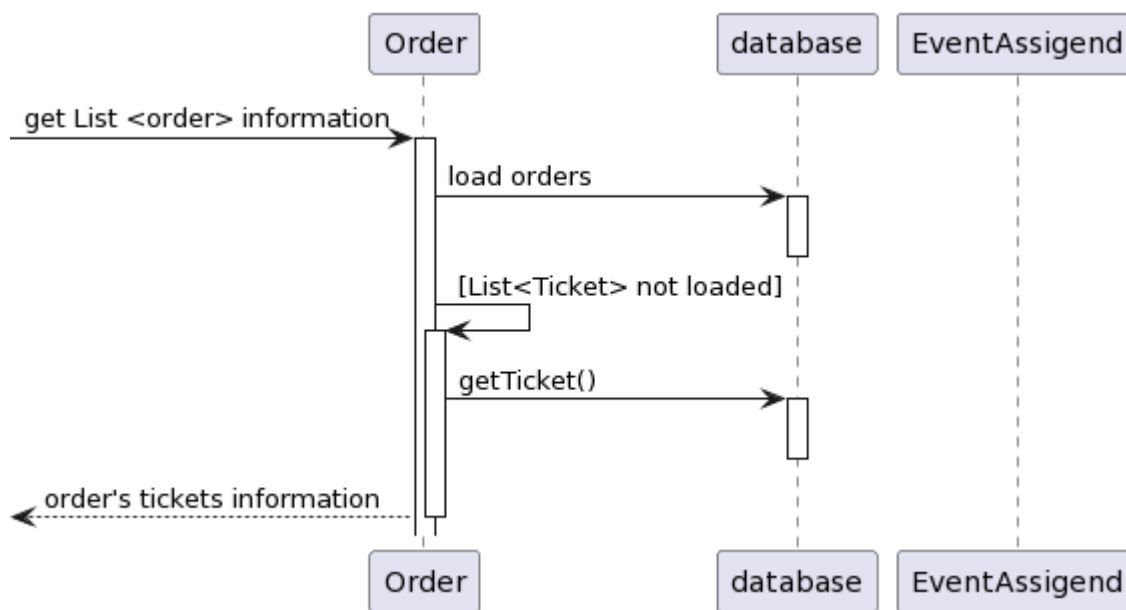 Order
database
EventAssigend
get List <order> information
load orders
[List<Ticket> not loaded]
getTicket()
order's tickets information
Order
database
EventAssigend